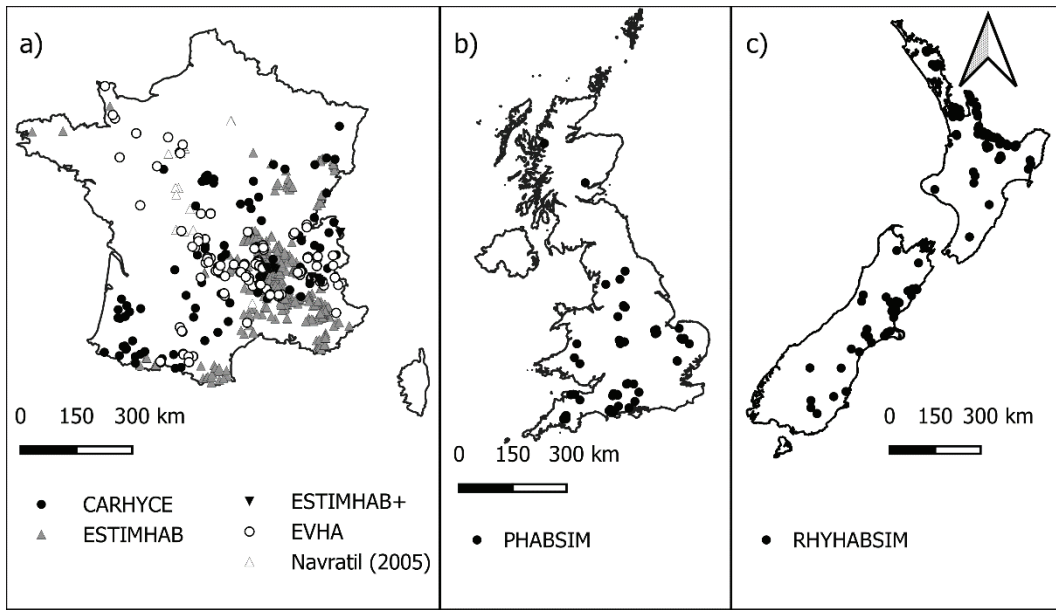 a)
0 150 300 km
CARHYCE
ESTIMHAB
ESTIMHAB+
EVHA
Navratil (2005)
b)
0 150 300 km
PHABSIM
c)
0 150 300 km
RHYHABSIM